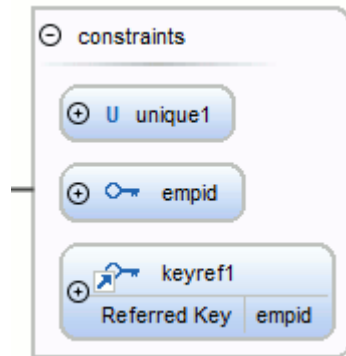 constraints
U unique1
empid
keyref1
Referred Key empid